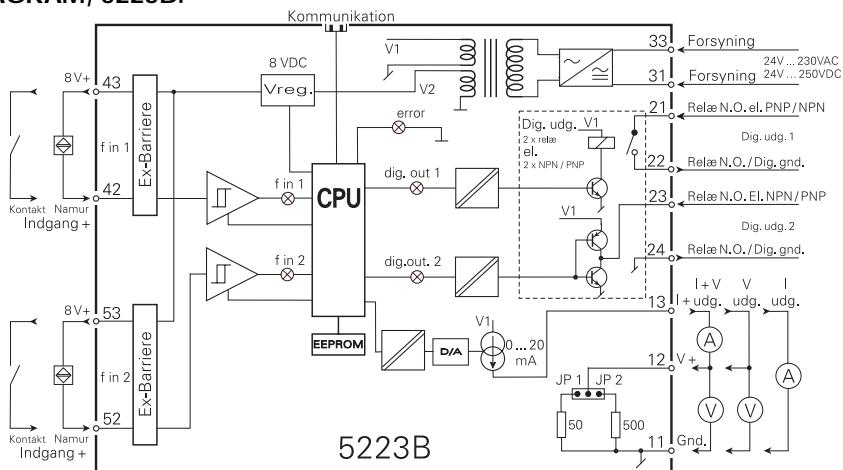 Kommunikation
V1
V2
8 VDC
Vreg.
error
33 Forsyning
24V...230VAC
31 Forsyning
24V...250VDC
21 Relæ N.O. el. PNP/NPN
Dig. udg. 1
22 Relæ N.O./Dig. gnd.
23 Relæ N.O. El. NPN/PNP
Dig. udg. 2
24 Relæ N.O./Dig. gnd.
Dig. udg.
2 x relæ
el.
2 x NPN / PNP
V1
V1
8V+ 43
f in 1
Ex-Barriere
42
Kontakt Namur
Indgang +
f in 1
CPU
dig. out 1
f in 2
dig.out. 2
8V+ 53
f in 2
Ex-Barriere
52
Kontakt Namur
Indgang +
EEPROM
D/A
V1
0...20
mA
I+V V I
13 I+udg. udg. udg.
A
12 V+
A
V V
JP 1 JP 2
50 500
11 Gnd.
5223B